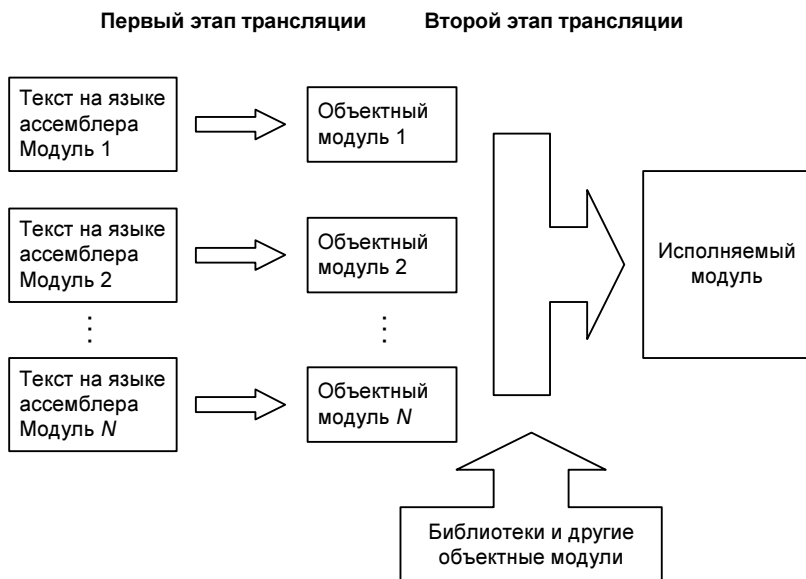 Первый этап трансляции
Второй этап трансляции
Текст на языке
ассемблера
Модуль 1
Объектный
модуль 1
Текст на языке
ассемблера
Модуль 2
Объектный
модуль 2
Исполняемый
модуль
⋮
⋮
Текст на языке
ассемблера
Модуль N
Объектный
модуль N
Библиотеки и другие
объектные модули